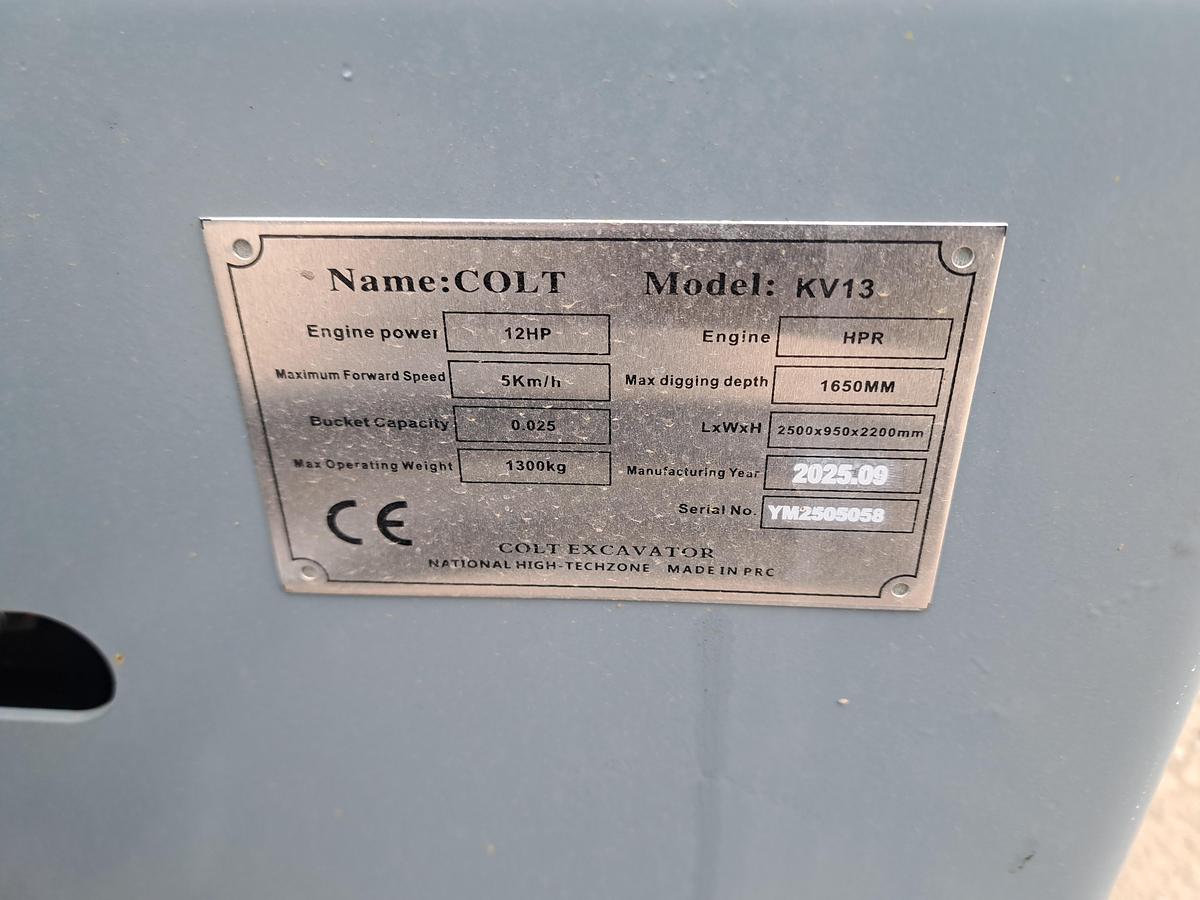 Name:COLT Model: KV13
Engine power 12HP Engine HPR
Maximum Forward Speed 5Km/h Max digging depth 1650MM
Bucket Capacity 0.025 LxWxH 2500x950x2200mm
Max Operating Weight 1300kg Manufacturing Year 2025.09
Serial No. YM2505058
CE
COLT EXCAVATOR
NATIONAL HIGH-TECHZONE MADE IN PRC